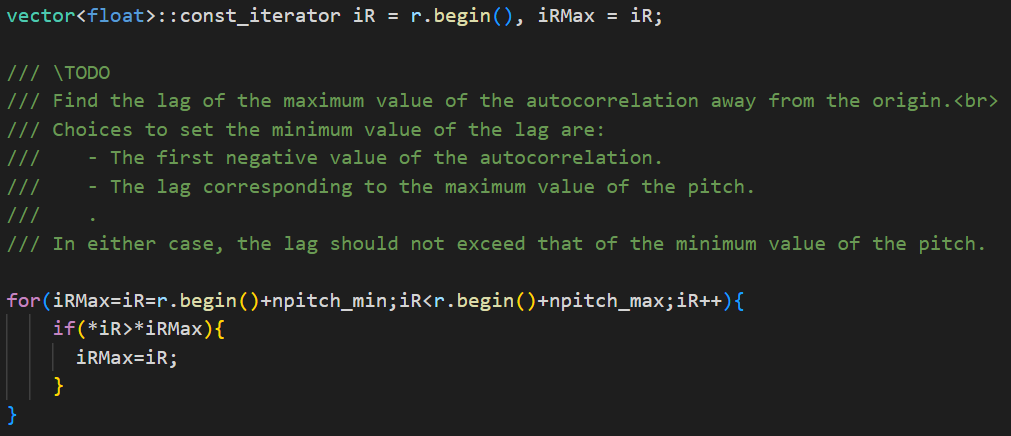 vector<float>::const_iterator iR = r.begin(), iRMax = iR;
/// \TODO
/// Find the lag of the maximum value of the autocorrelation away from the origin.<br>
/// Choices to set the minimum value of the lag are:
///    - The first negative value of the autocorrelation.
///    - The lag corresponding to the maximum value of the pitch.
///    .
/// In either case, the lag should not exceed that of the minimum value of the pitch.
for(iRMax=iR=r.begin()+npitch_min;iR<r.begin()+npitch_max;iR++){
    if(*iR>*iRMax){
      iRMax=iR;
    }
}